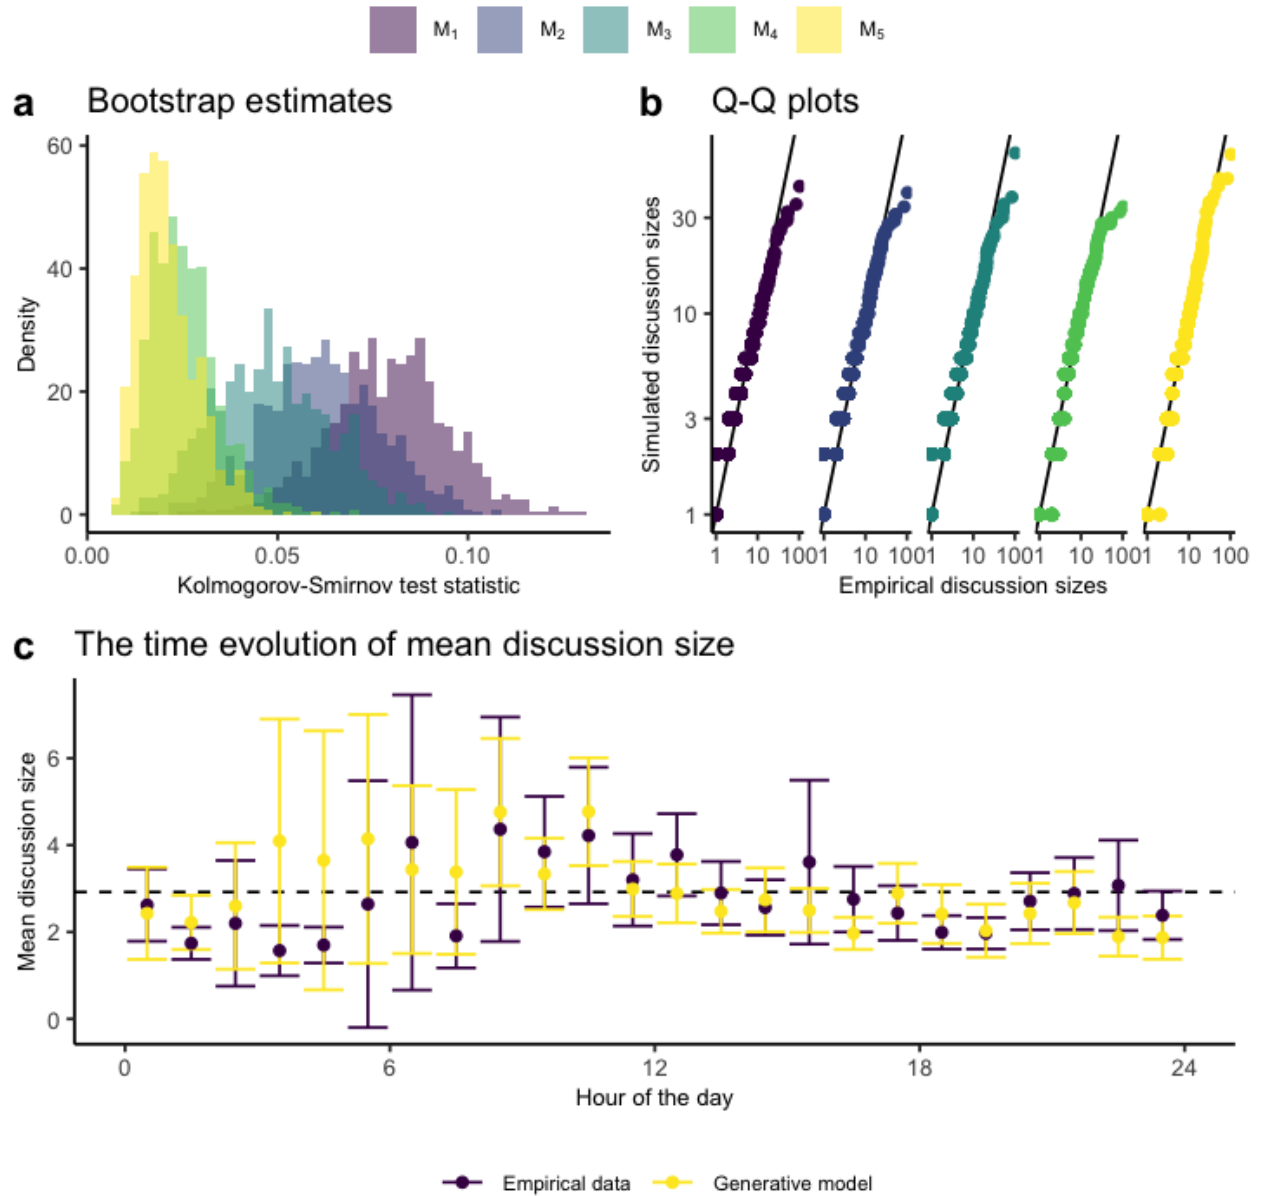 M1 M2 M3 M4 M5
a Bootstrap estimates
b Q-Q plots
60
40
20
0
Density
0.00 0.05 0.10
Kolmogorov-Smirnov test statistic
30
10
3
1
Simulated discussion sizes
1 10 100 1 10 100 1 10 100 1 10 100 1 10 100
Empirical discussion sizes
c The time evolution of mean discussion size
6
4
2
0
Mean discussion size
0 6 12 18 24
Hour of the day
Empirical data Generative model